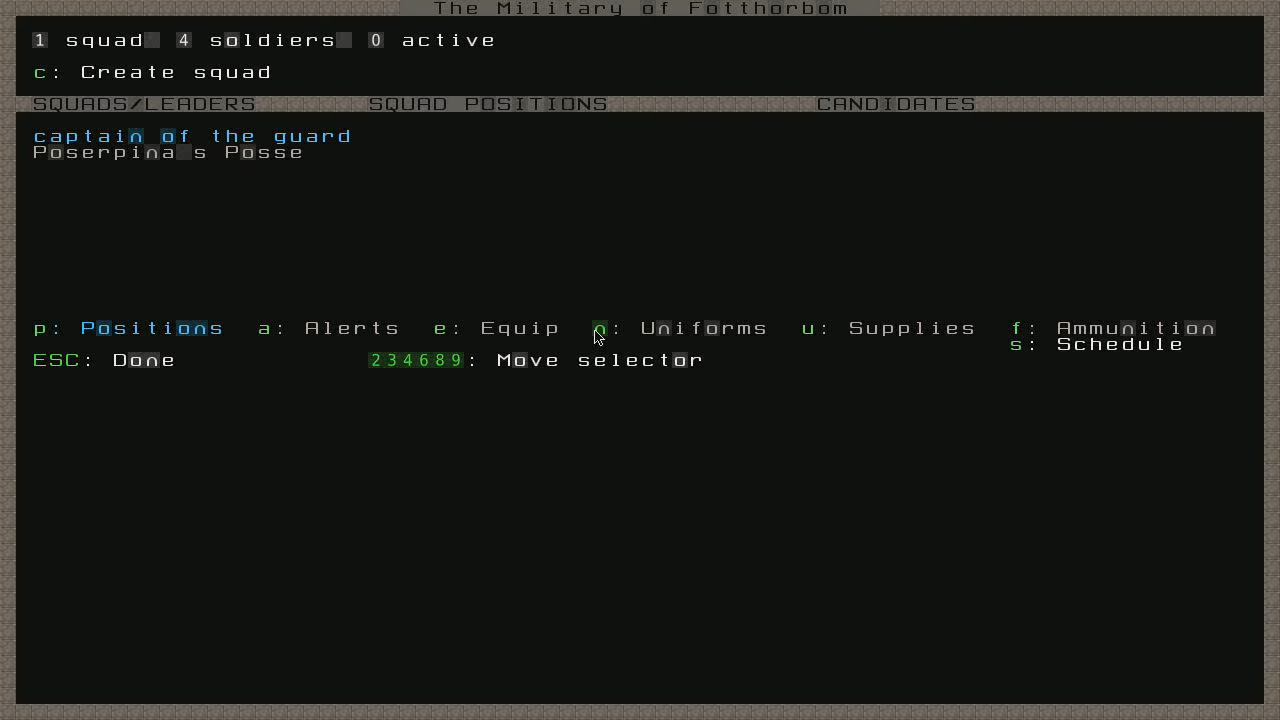 The Military of Fotthorbom
1 squad 4 soldiers 0 active
c: Create squad
SQUADS/LEADERS SQUAD POSITIONS CANDIDATES
captain of the guard
Poserpina s Posse
p: Positions a: Alerts e: Equip n: Uniforms u: Supplies f: Ammunition
s: Schedule
ESC: Done 234689: Move selector